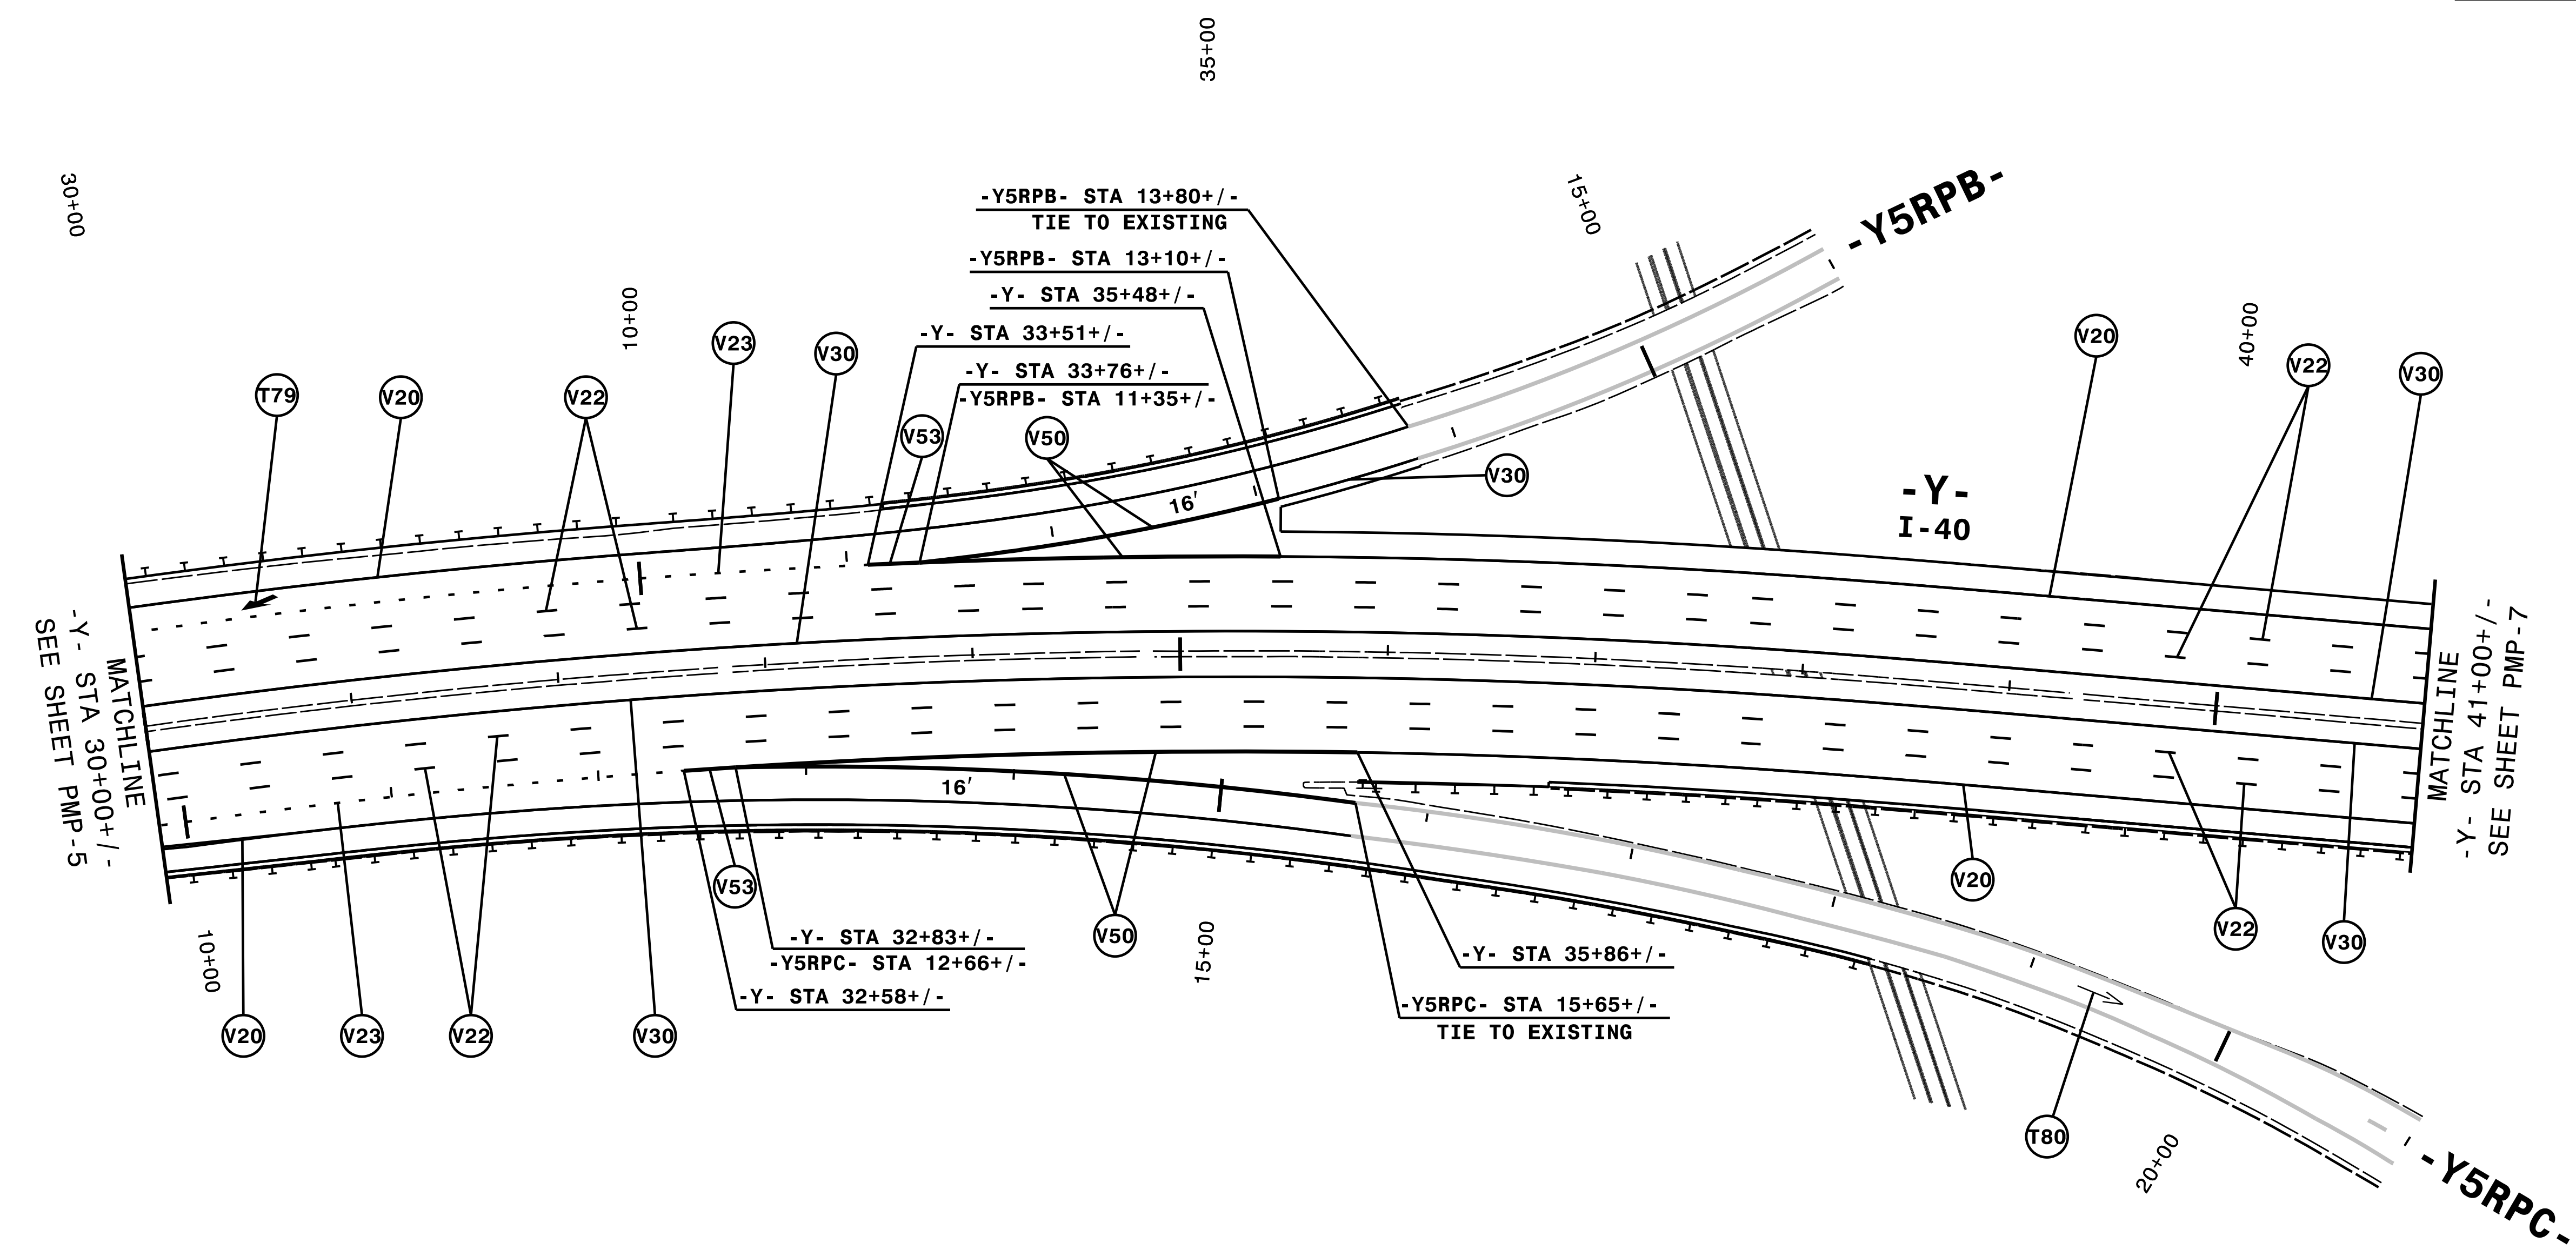 35+00
30+00
15+00
-Y5RPB-
-Y5RPB- STA 13+80+/-
TIE TO EXISTING
-Y5RPB- STA 13+10+/-
-Y- STA 35+48+/-
-Y- STA 33+51+/-
-Y- STA 33+76+/-
-Y5RPB- STA 11+35+/-
10+00
40+00
V23
V30
V20
V22
V30
T79
V20
V22
V53
V50
V30
16'
-Y-
I-40
MATCHLINE
-Y- STA 30+00+/-
SEE SHEET PMP-5
MATCHLINE
-Y- STA 41+00+/-
SEE SHEET PMP-7
16'
V53
V20
V50
V22
V30
-Y- STA 32+83+/-
-Y5RPC- STA 12+66+/-
-Y- STA 32+58+/-
10+00
15+00
-Y- STA 35+86+/-
-Y5RPC- STA 15+65+/-
TIE TO EXISTING
V20
V23
V22
V30
T80
20+00
-Y5RPC-